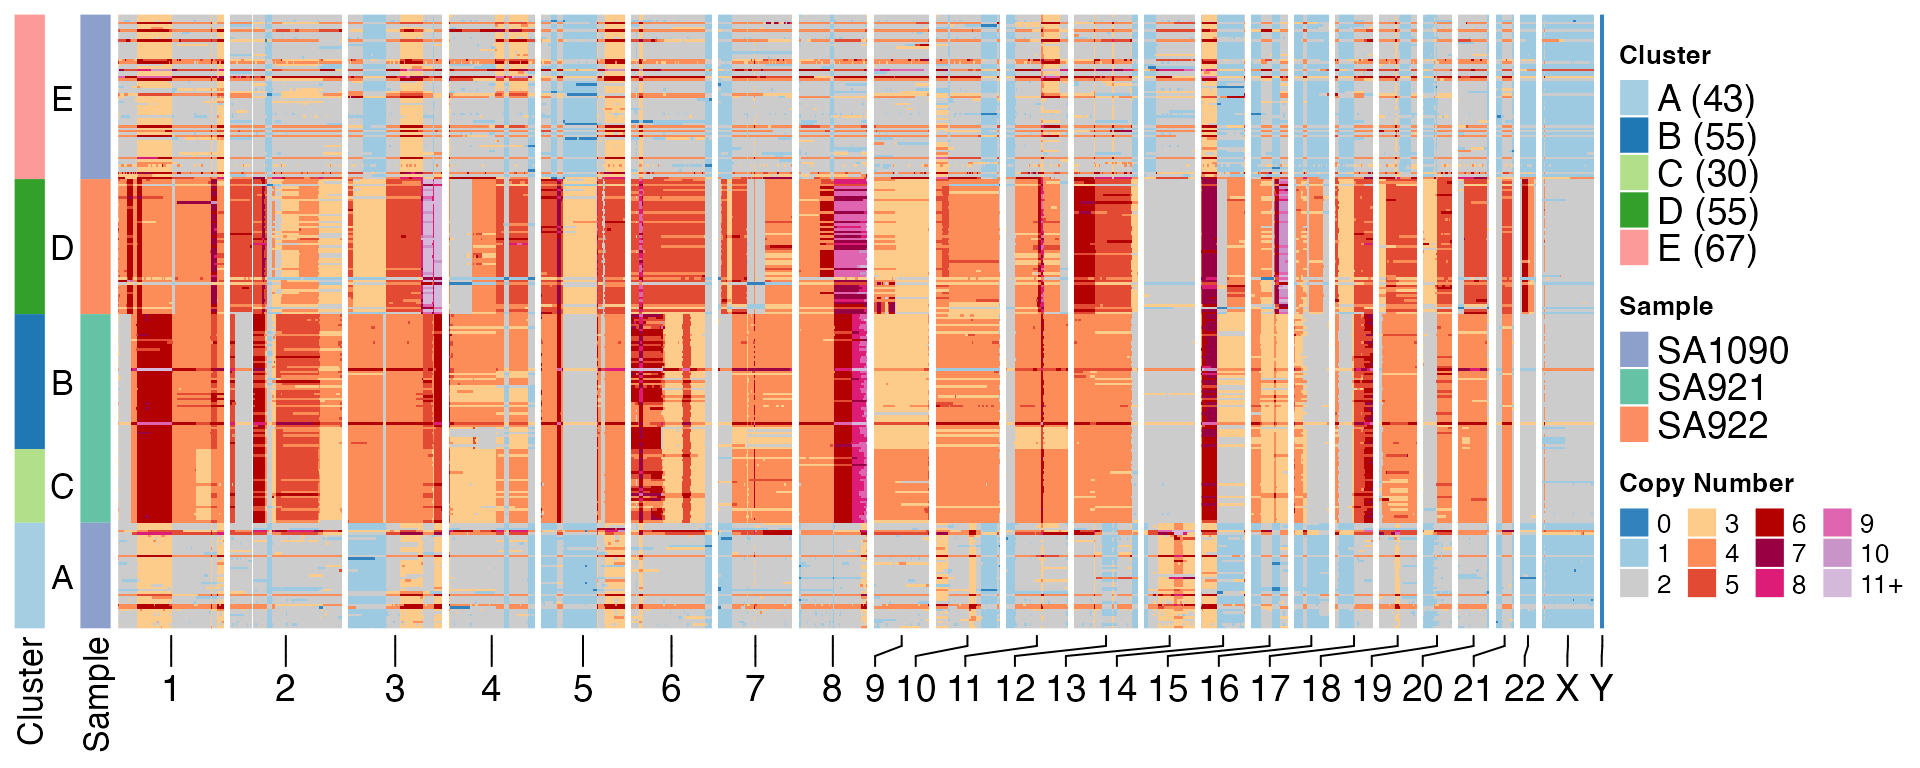 E
D
B
C
A
Cluster
Sample
1 2 3 4 5 6 7 8 9 10 11 12 13 14 15 16 17 18 19 20 21 22 X Y
Cluster
A (43)
B (55)
C (30)
D (55)
E (67)
Sample
SA1090
SA921
SA922
Copy Number
0 3 6 9
1 4 7 10
2 5 8 11+